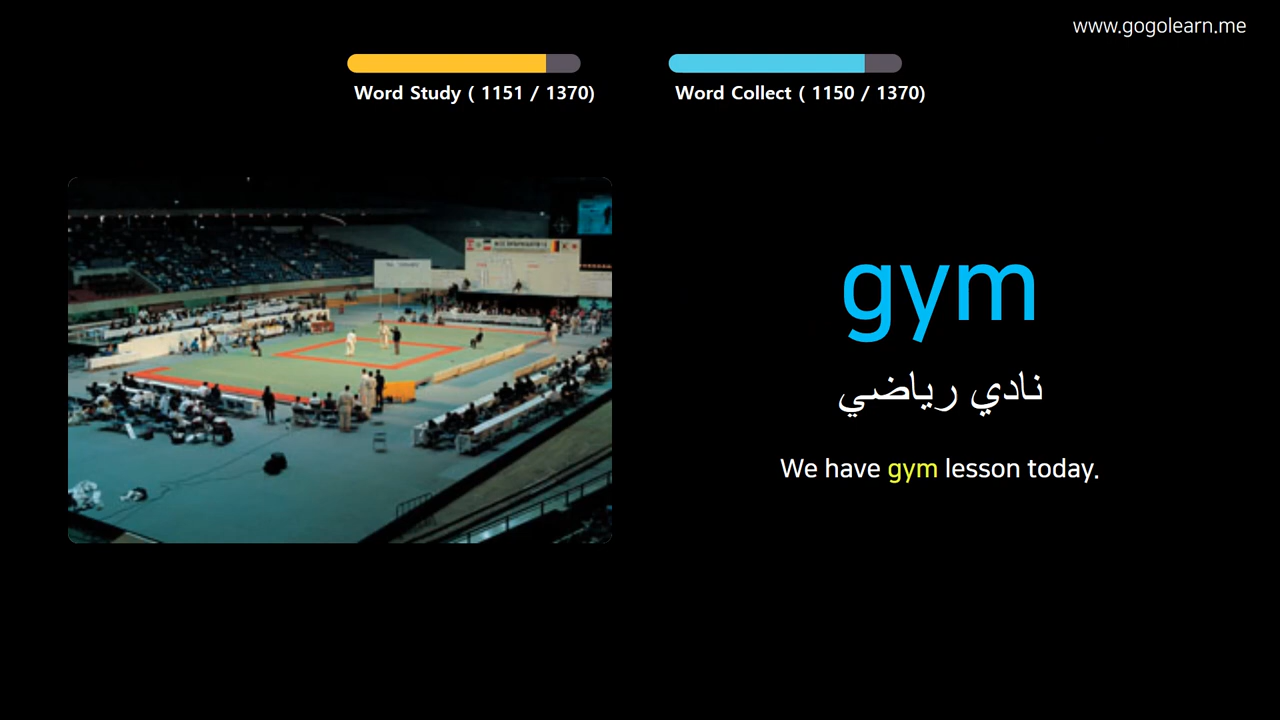 www.gogolearn.me
Word Study ( 1151 / 1370)
Word Collect ( 1150 / 1370)
gym
نادي رياضي
We have gym lesson today.